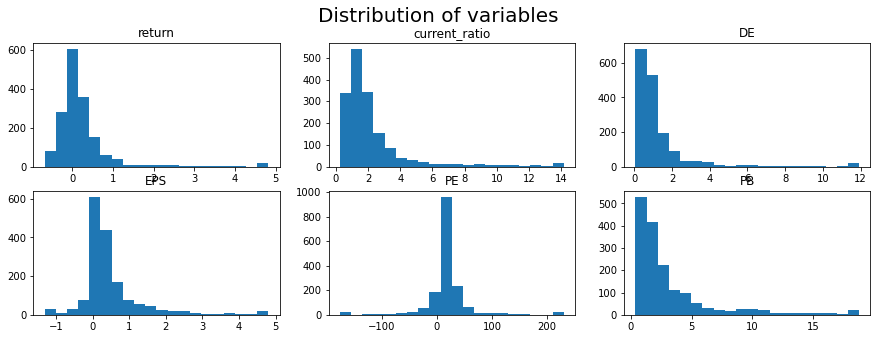 Distribution of variables
return current_ratio DE
600 400 200 0
500 400 300 200 100 0
600 400 200 0
0 1 2 3 4 5
0 2 4 6 8 10 12 14
0 2 4 6 8 10 12
EPS PE PB
600 400 200 0
1000 800 600 400 200 0
500 400 300 200 100 0
−1 0 1 2 3 4 5
−100 0 100 200
0 5 10 15